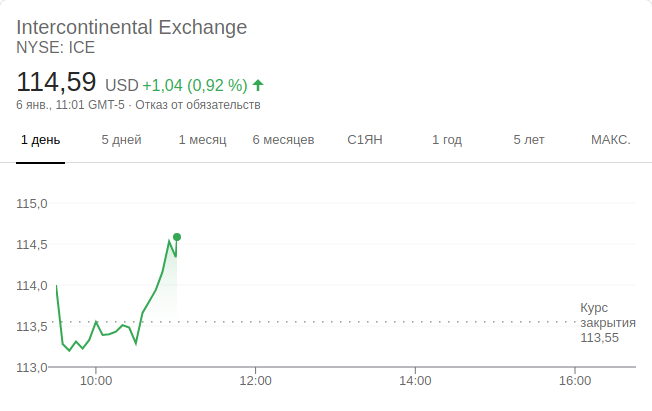 Intercontinental Exchange
NYSE: ICE
114,59 USD +1,04 (0,92 %)
6 янв., 11:01 GMT-5 · Отказ от обязательств
1 день 5 дней 1 месяц 6 месяцев С1ЯН 1 год 5 лет МАКС.
115,0
114,5
114,0
113,5
113,0
Курс
закрытия
113,55
10:00 12:00 14:00 16:00